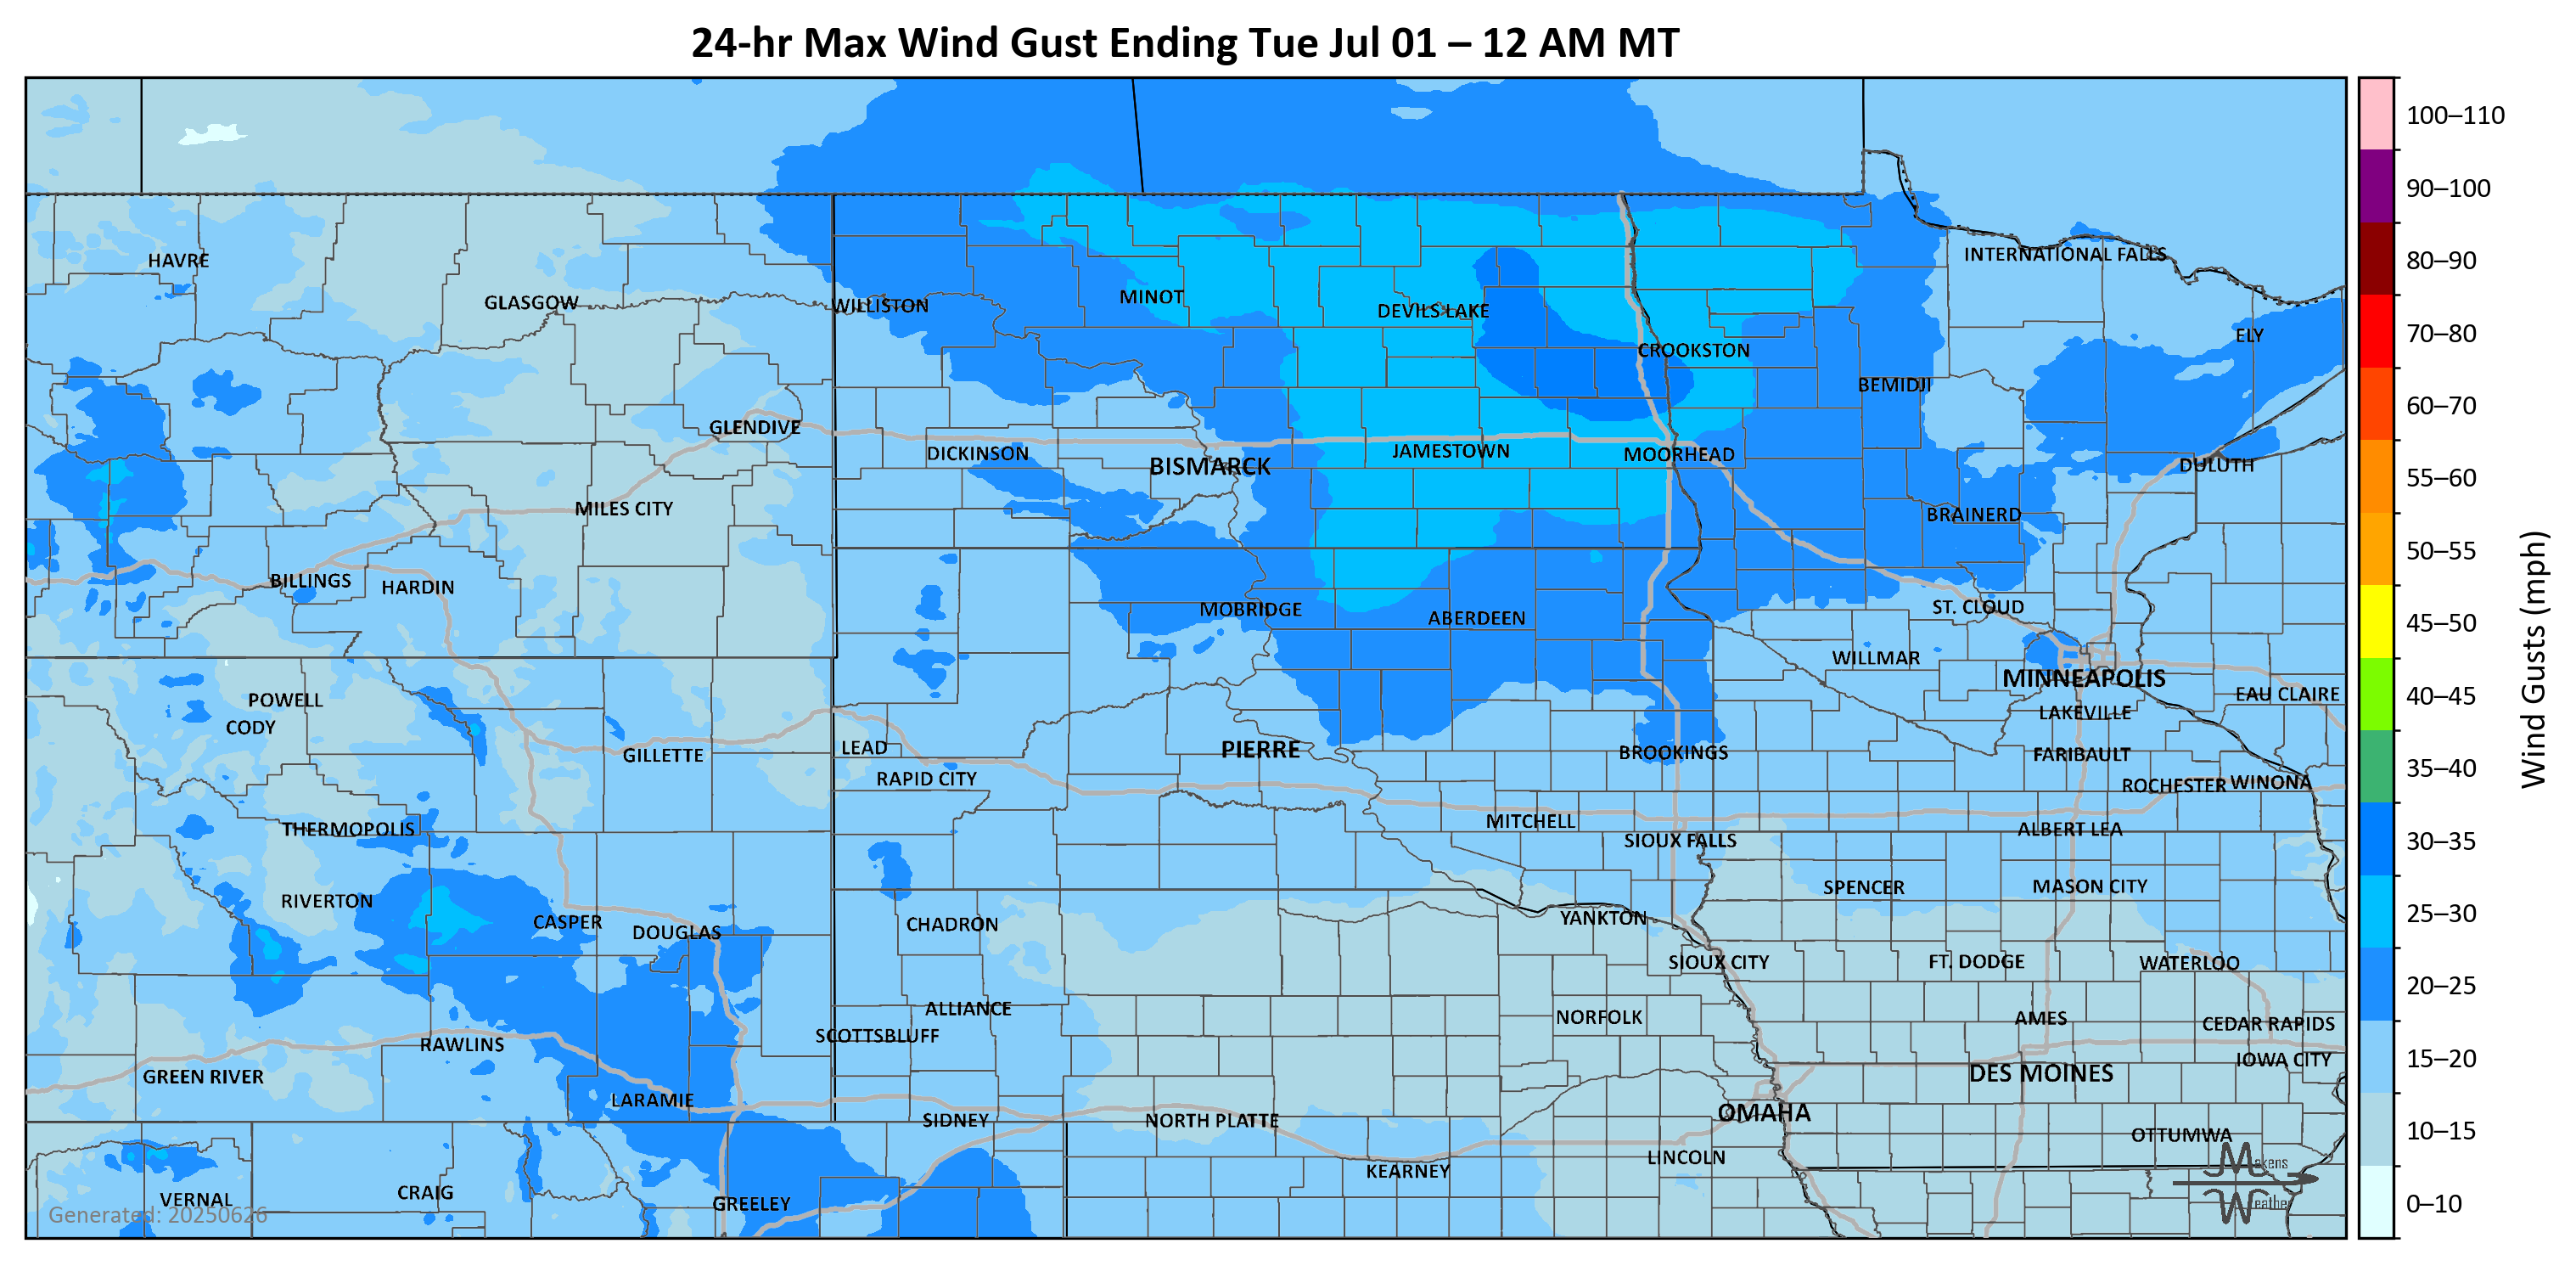 24-hr Max Wind Gust Ending Tue Jul 01 – 12 AM MT
100–110
90–100
80–90
70–80
60–70
55–60
50–55
45–50
40–45
35–40
30–35
25–30
20–25
15–20
10–15
0–10
Wind Gusts (mph)
HAVRE
INTERNATIONAL FALLS
GLASGOW
WILLISTON
MINOT
DEVILS LAKE
ELY
CROOKSTON
BEMIDJI
GLENDIVE
DICKINSON
BISMARCK
JAMESTOWN
MOORHEAD
DULUTH
MILES CITY
BRAINERD
BILLINGS
HARDIN
MOBRIDGE
ABERDEEN
ST. CLOUD
WILLMAR
MINNEAPOLIS
EAU CLAIRE
POWELL
CODY
LAKEVILLE
GILLETTE
LEAD
PIERRE
BROOKINGS
FARIBAULT
RAPID CITY
ROCHESTER
WINONA
THERMOPOLIS
MITCHELL
SIOUX FALLS
ALBERT LEA
RIVERTON
SPENCER
MASON CITY
CASPER
DOUGLAS
CHADRON
YANKTON
SIOUX CITY
FT. DODGE
WATERLOO
ALLIANCE
NORFOLK
AMES
CEDAR RAPIDS
SCOTTSBLUFF
RAWLINS
IOWA CITY
GREEN RIVER
DES MOINES
LARAMIE
SIDNEY
NORTH PLATTE
OMAHA
OTTUMWA
KEARNEY
LINCOLN
VERNAL
CRAIG
GREELEY
Generated: 20250626
Makens
Weather